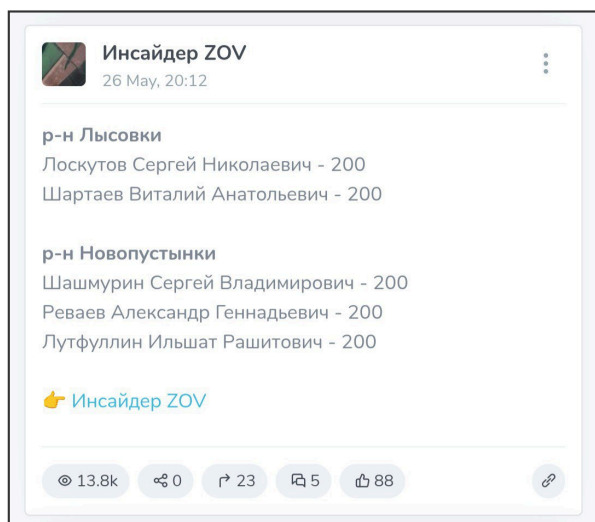 Инсайдер ZOV
26 May, 20:12
р-н Лысовки
Лоскутов Сергей Николаевич - 200
Шартаев Виталий Анатольевич - 200
р-н Новопустынки
Шашмурин Сергей Владимирович - 200
Реваев Александр Геннадьевич - 200
Лутфуллин Ильшат Рашитович - 200
👉 Инсайдер ZOV
13.8k 0 23 5 88